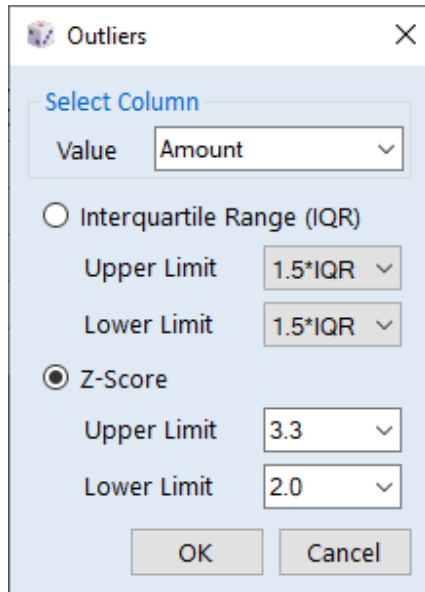 Outliers
Select Column
Value Amount
Interquartile Range (IQR)
Upper Limit 1.5*IQR
Lower Limit 1.5*IQR
Z-Score
Upper Limit 3.3
Lower Limit 2.0
OK Cancel